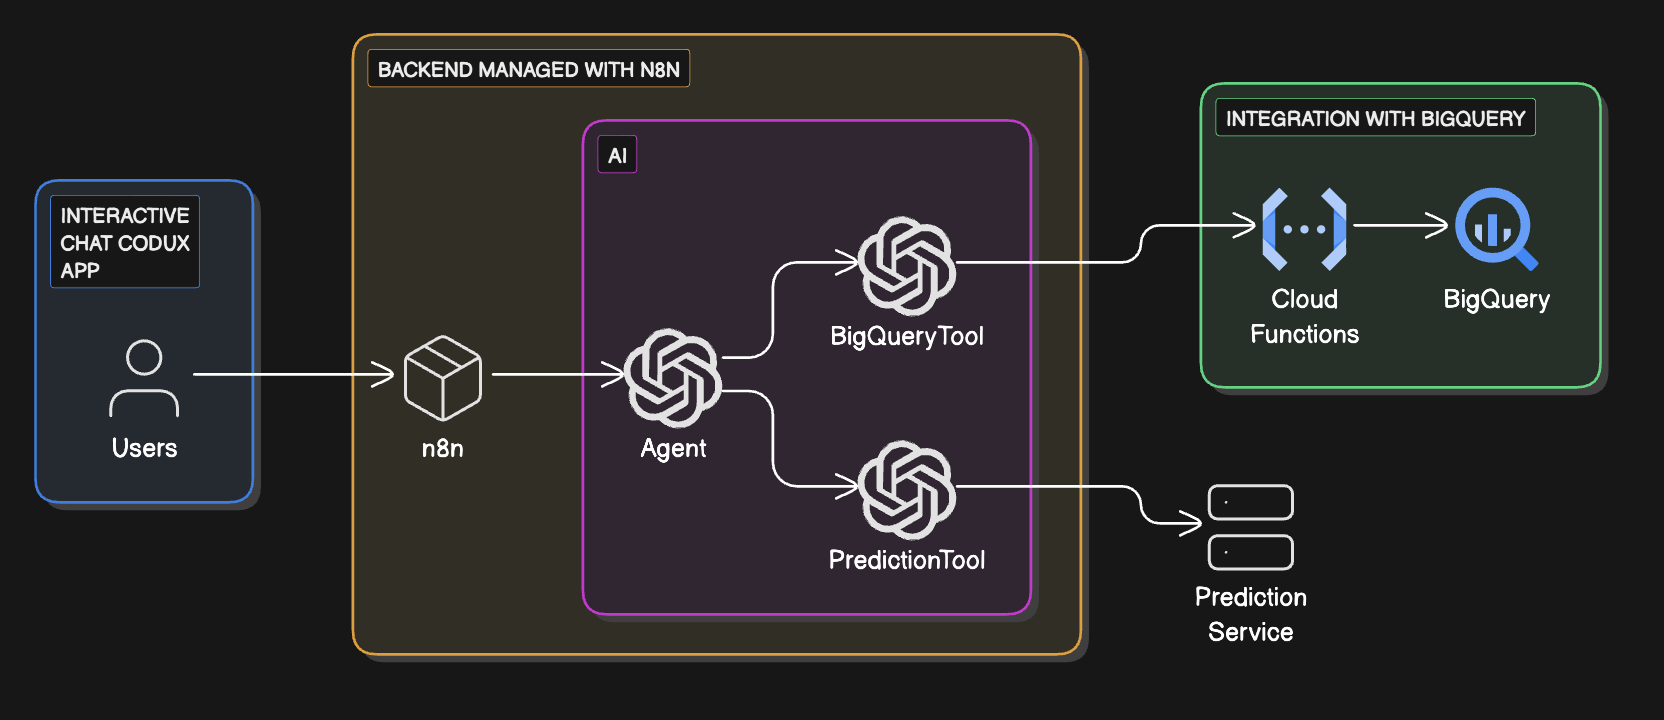 BACKEND MANAGED WITH N8N
INTEGRATION WITH BIGQUERY
AI
INTERACTIVE
CHAT CODUX
APP
Cloud
Functions
BigQuery
BigQueryTool
Users
n8n
Agent
PredictionTool
Prediction
Service